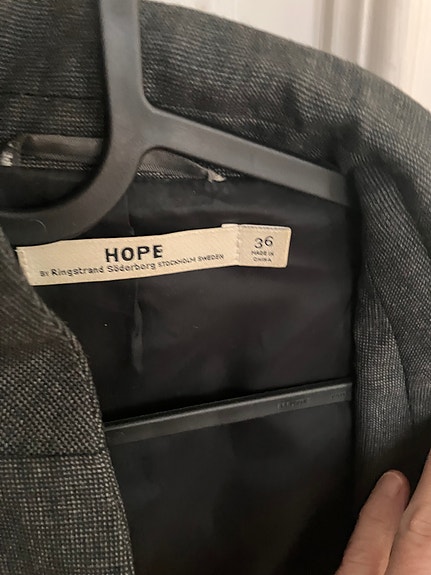 HOPE
BY Ringstrand Söderberg STOCKHOLM SWEDEN
36
MADE IN
CHINA